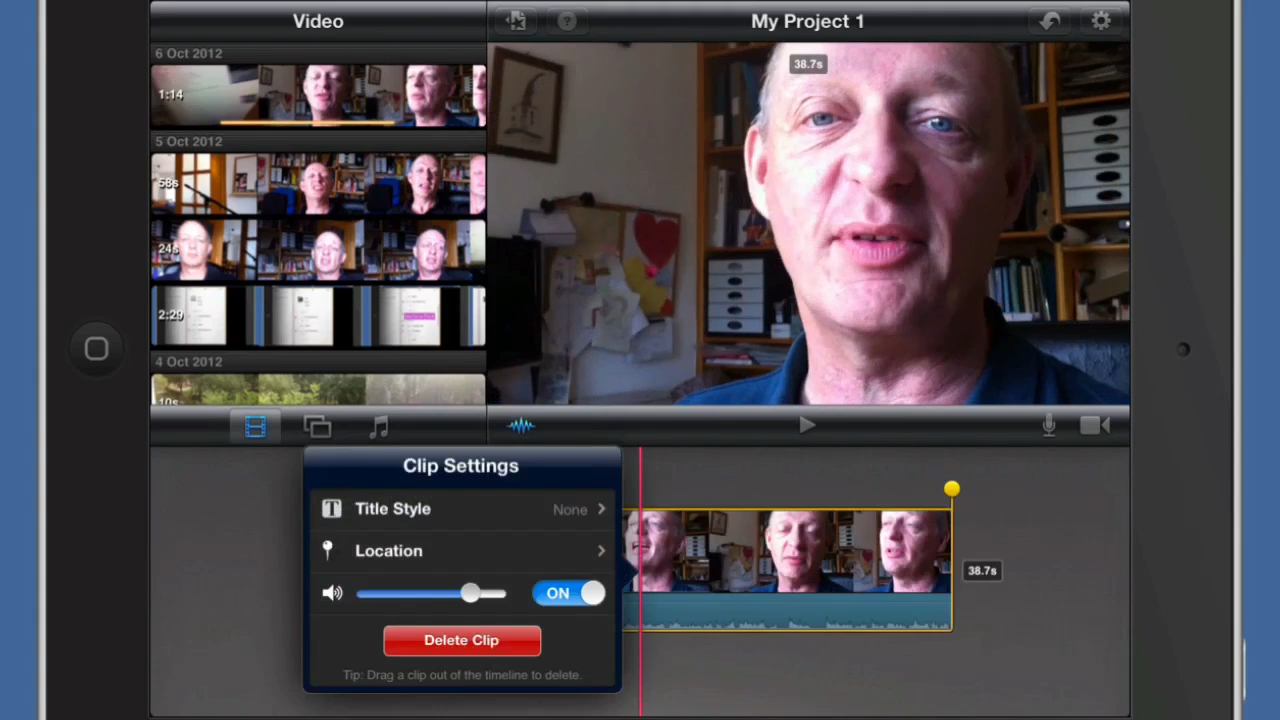 Video
?
My Project 1
6 Oct 2012
1:14
38.7s
5 Oct 2012
58s
24s
2:29
4 Oct 2012
10s
Clip Settings
T Title Style None
Location
ON
38.7s
Delete Clip
Tip: Drag a clip out of the timeline to delete.